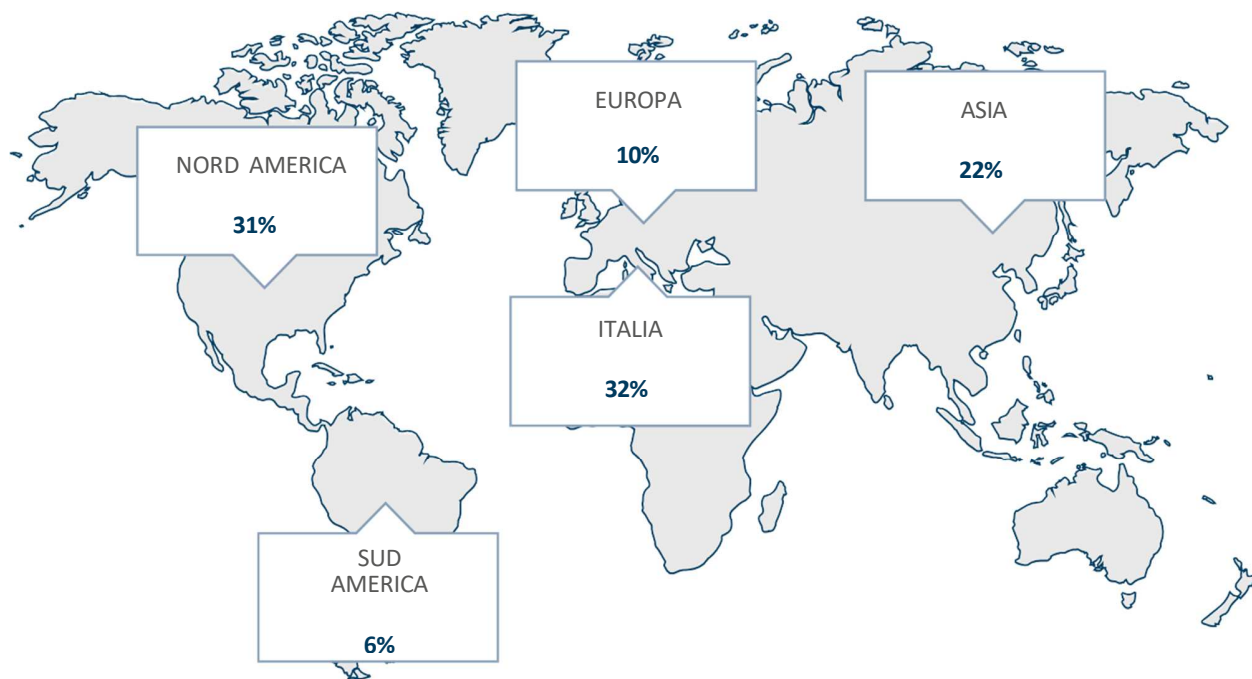 EUROPA
10%
ASIA
22%
NORD AMERICA
31%
ITALIA
32%
SUD
AMERICA
6%